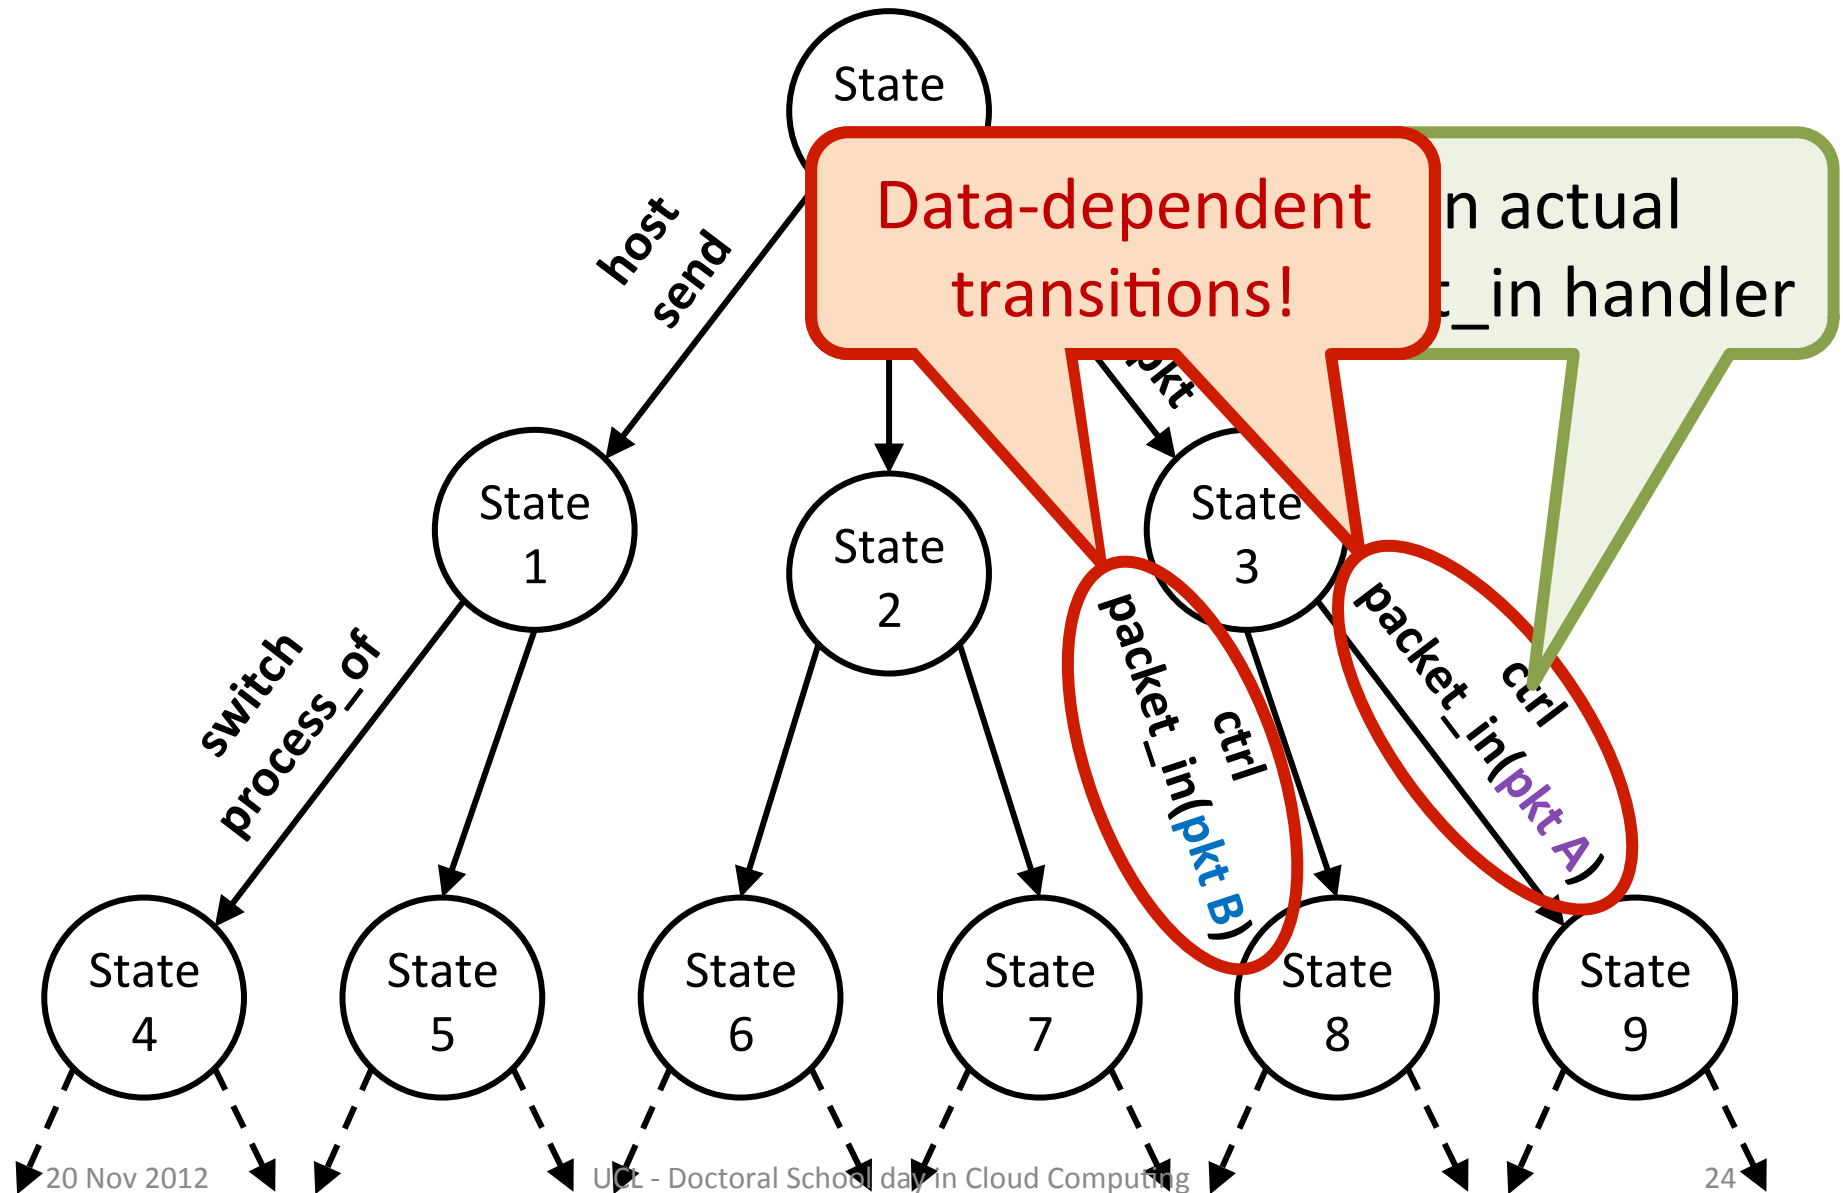 State
host
send
Data-dependent
transitions!
n actual
_in handler
pkt
State
1
State
2
State
3
switch
process_of
ctrl
packet_in(pkt B)
ctrl
packet_in(pkt A)
State
4
State
5
State
6
State
7
State
8
State
9
20 Nov 2012
UCL - Doctoral School day in Cloud Computing
24